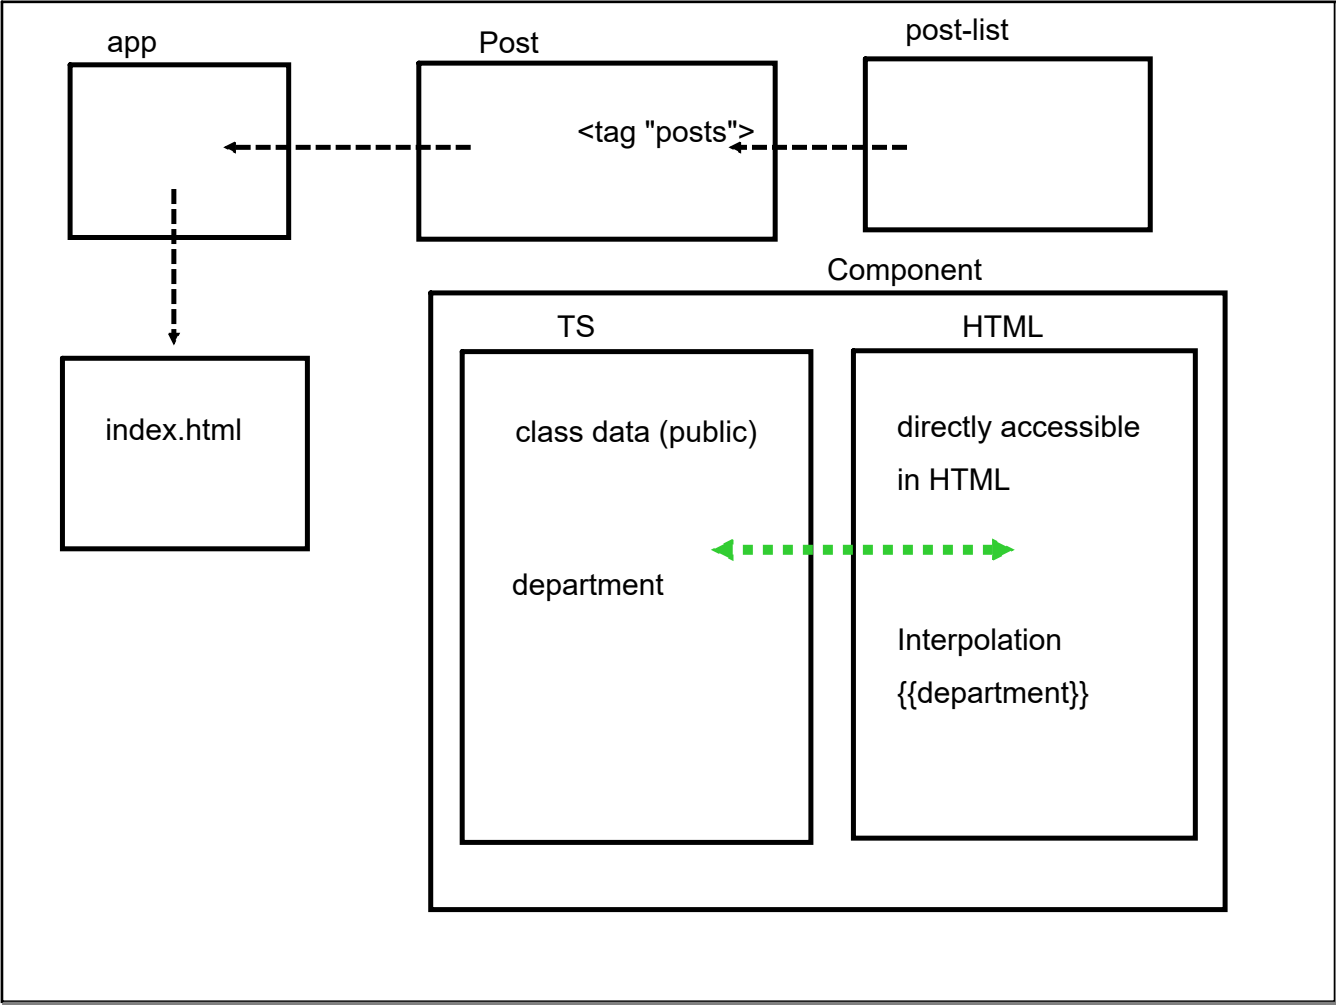 app
Post
post-list
<tag "posts">
Component
TS
HTML
index.html
class data (public)
directly accessible
in HTML
department
Interpolation
{{department}}